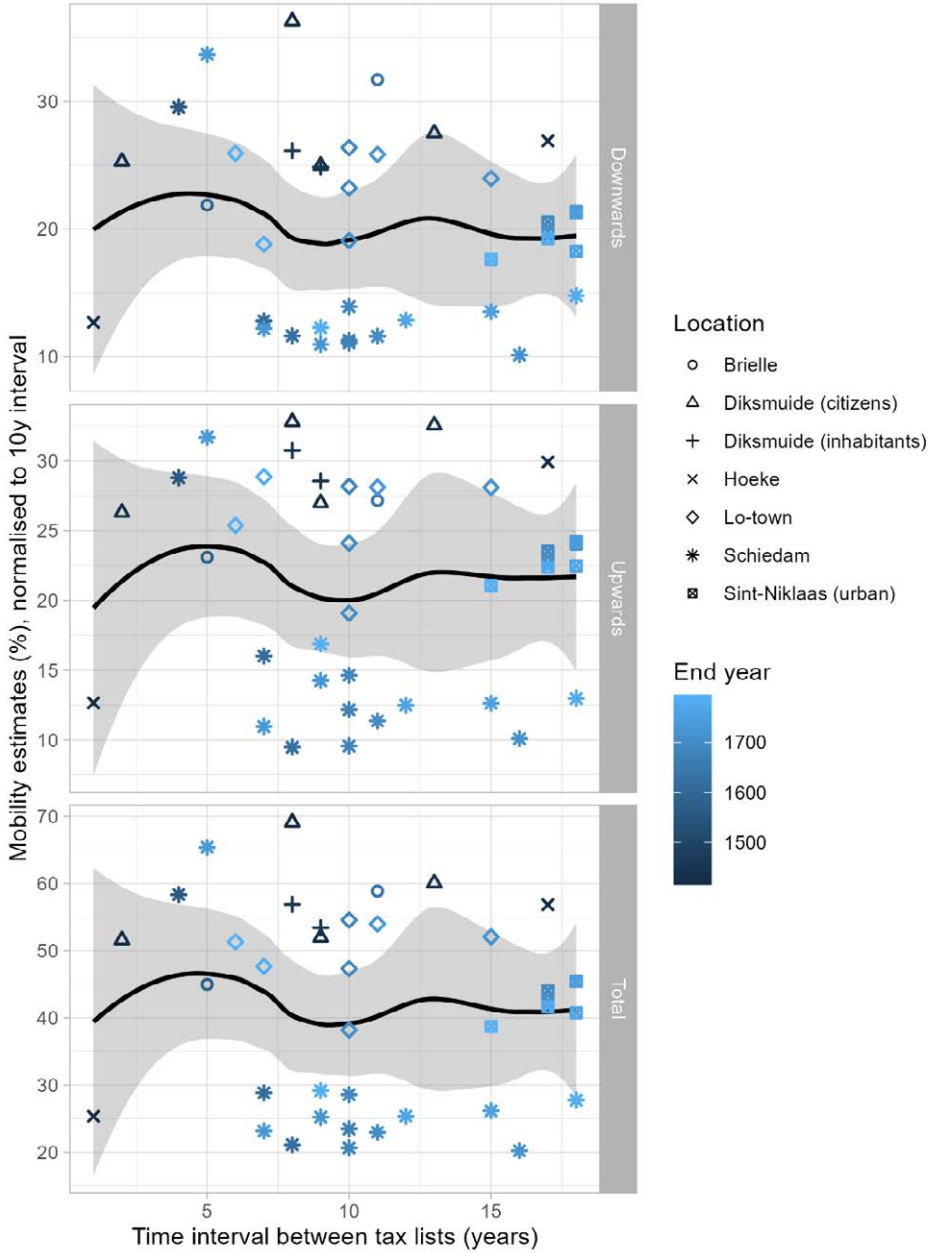 Mobility estimates (%), normalised to 10y interval
30
20
10
Downwards
30
25
20
15
10
Upwards
70
60
50
40
30
20
Total
5
10
15
Time interval between tax lists (years)
Location
Brielle
Diksmuide (citizens)
Diksmuide (inhabitants)
Hoeke
Lo-town
Schiedam
Sint-Niklaas (urban)
End year
1700
1600
1500